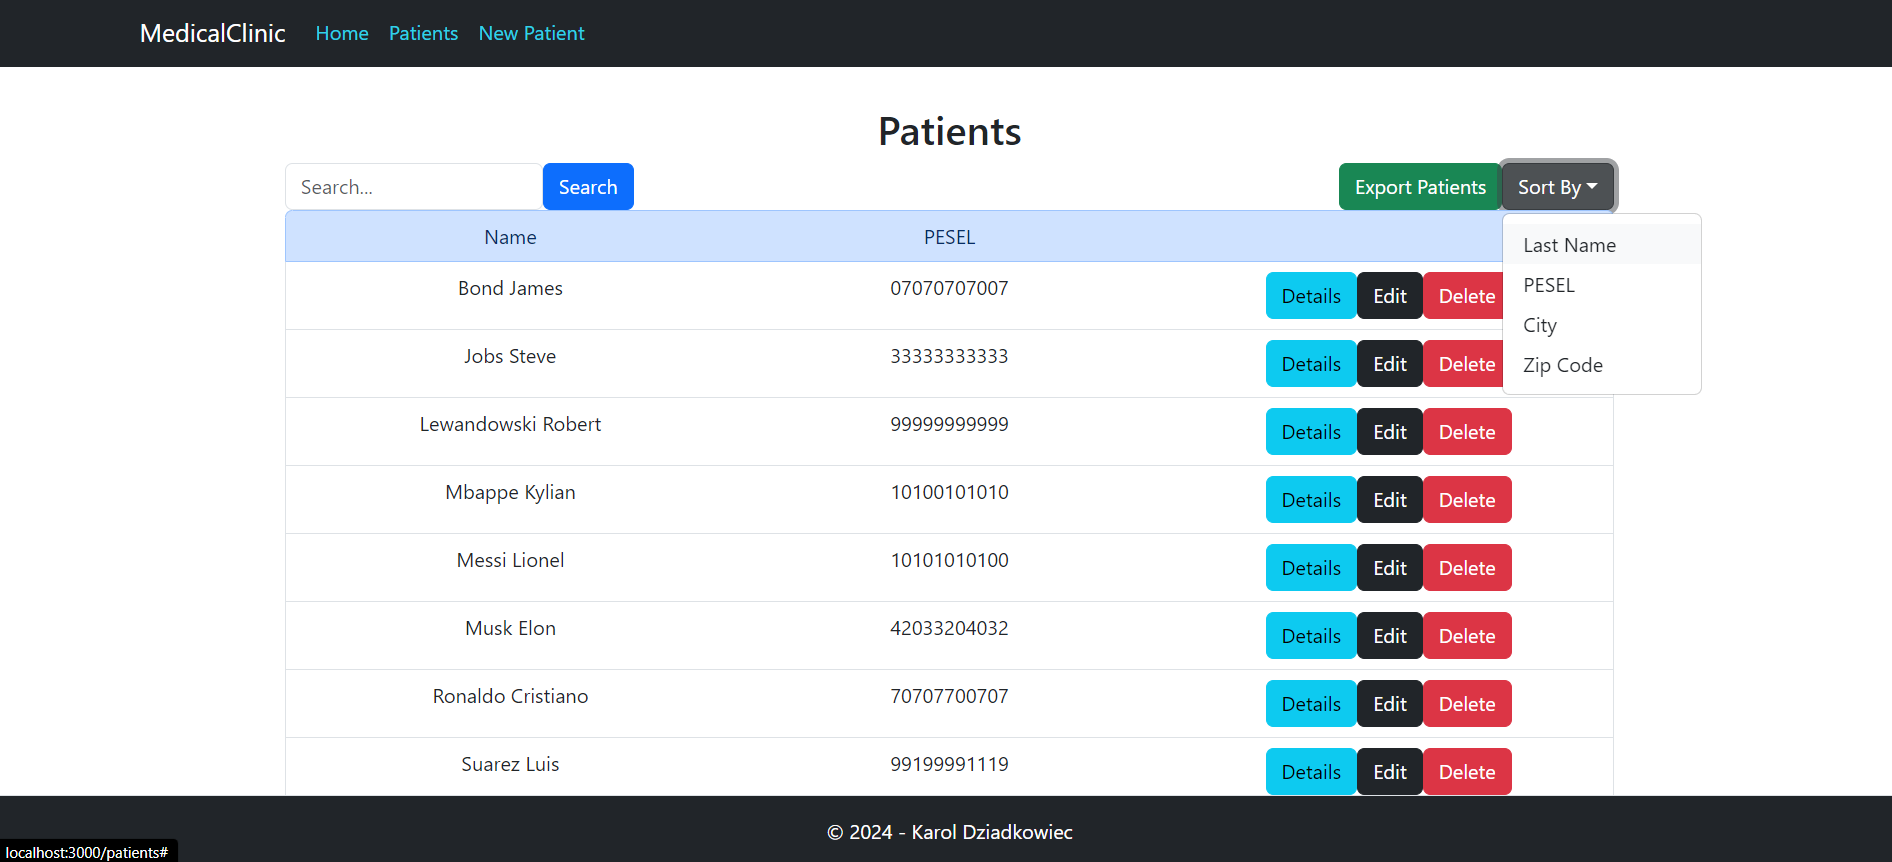 MedicalClinic Home Patients New Patient
Patients
Search... Search Export Patients Sort By
Name PESEL
Last Name
PESEL
City
Zip Code
Bond James 07070707007 Details Edit Delete
Jobs Steve 33333333333 Details Edit Delete
Lewandowski Robert 99999999999 Details Edit Delete
Mbappe Kylian 10100101010 Details Edit Delete
Messi Lionel 10101010100 Details Edit Delete
Musk Elon 42033204032 Details Edit Delete
Ronaldo Cristiano 70707700707 Details Edit Delete
Suarez Luis 99199991119 Details Edit Delete
© 2024 - Karol Dziadkowiec
localhost:3000/patients#